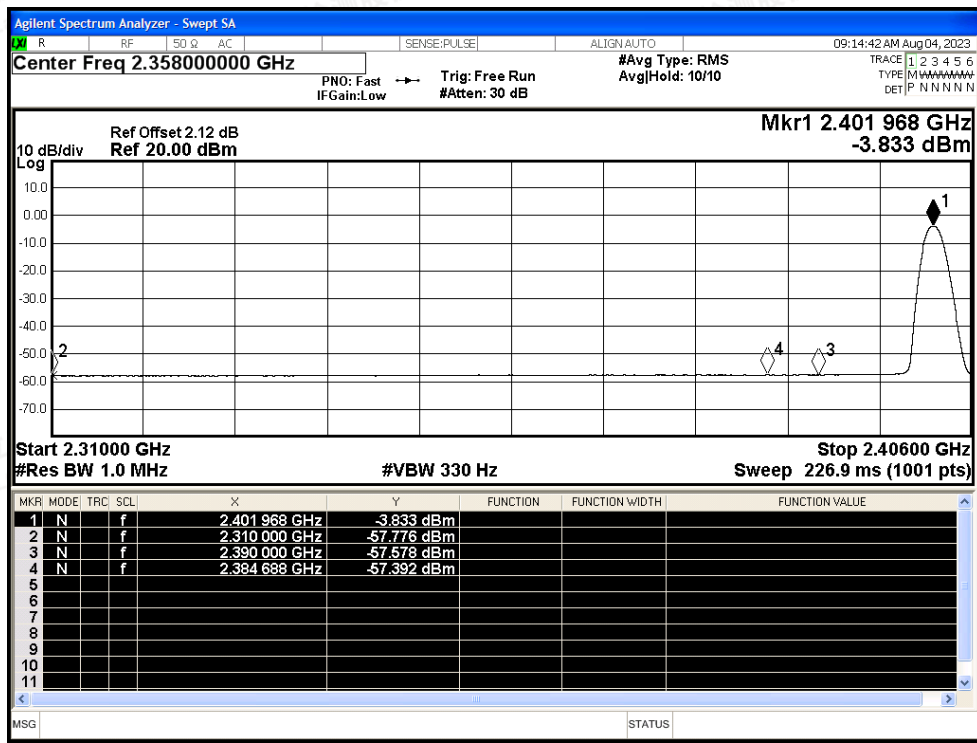 Agilent Spectrum Analyzer - Swept SA
LXI R RF 50 Ω AC SENSE:PULSE ALIGN AUTO 09:14:42 AM Aug 04, 2023
Center Freq 2.358000000 GHz #Avg Type: RMS TRACE 1 2 3 4 5 6
PNO: Fast Trig: Free Run Avg|Hold: 10/10 TYPE M
IFGain:Low #Atten: 30 dB DET P N N N N N
Mkr1 2.401 968 GHz
-3.833 dBm
Ref Offset 2.12 dB
10 dB/div Ref 20.00 dBm
Log
10.0
0.00
-10.0
-20.0
-30.0
-40.0
-50.0
-60.0
-70.0
1
2
4
3
Start 2.31000 GHz Stop 2.40600 GHz
#Res BW 1.0 MHz #VBW 330 Hz Sweep 226.9 ms (1001 pts)
MKR MODE TRC SCL X Y FUNCTION FUNCTION WIDTH FUNCTION VALUE
1 N f 2.401 968 GHz -3.833 dBm
2 N f 2.310 000 GHz -57.776 dBm
3 N f 2.390 000 GHz -57.578 dBm
4 N f 2.384 688 GHz -57.392 dBm
5
6
7
8
9
10
11
MSG STATUS